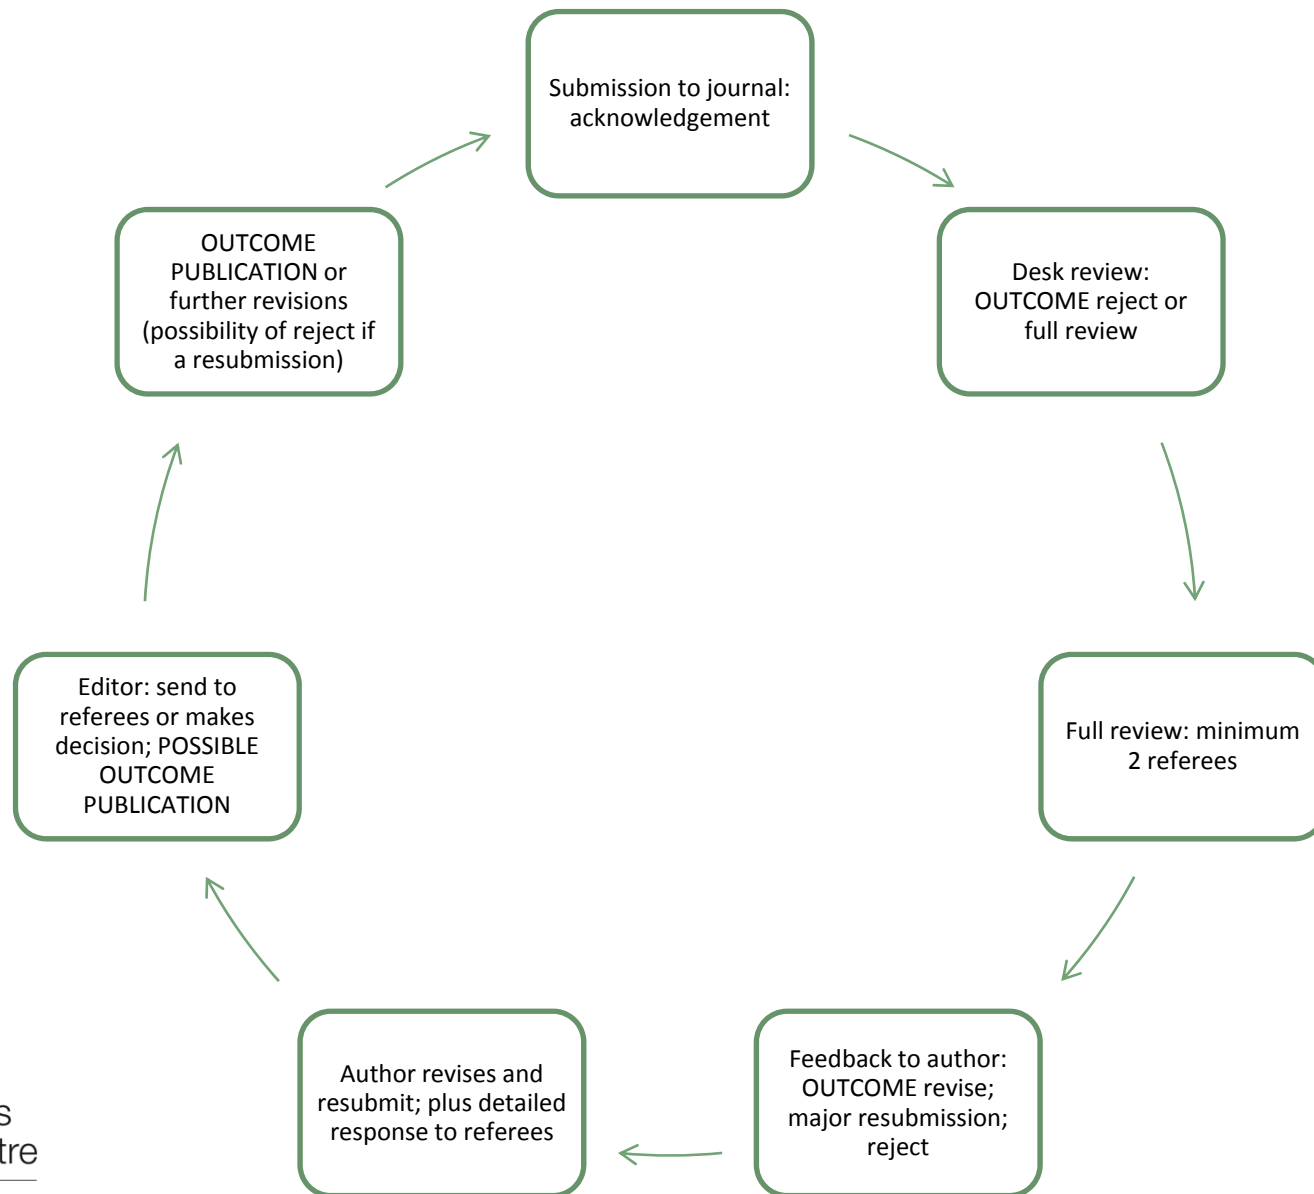 Submission to journal:
acknowledgement
Desk review:
OUTCOME reject or
full review
Full review: minimum
2 referees
Feedback to author:
OUTCOME revise;
major resubmission;
reject
Author revises and
resubmit; plus detailed
response to referees
Editor: send to
referees or makes
decision; POSSIBLE
OUTCOME
PUBLICATION
OUTCOME
PUBLICATION or
further revisions
(possibility of reject if
a resubmission)
s
tre